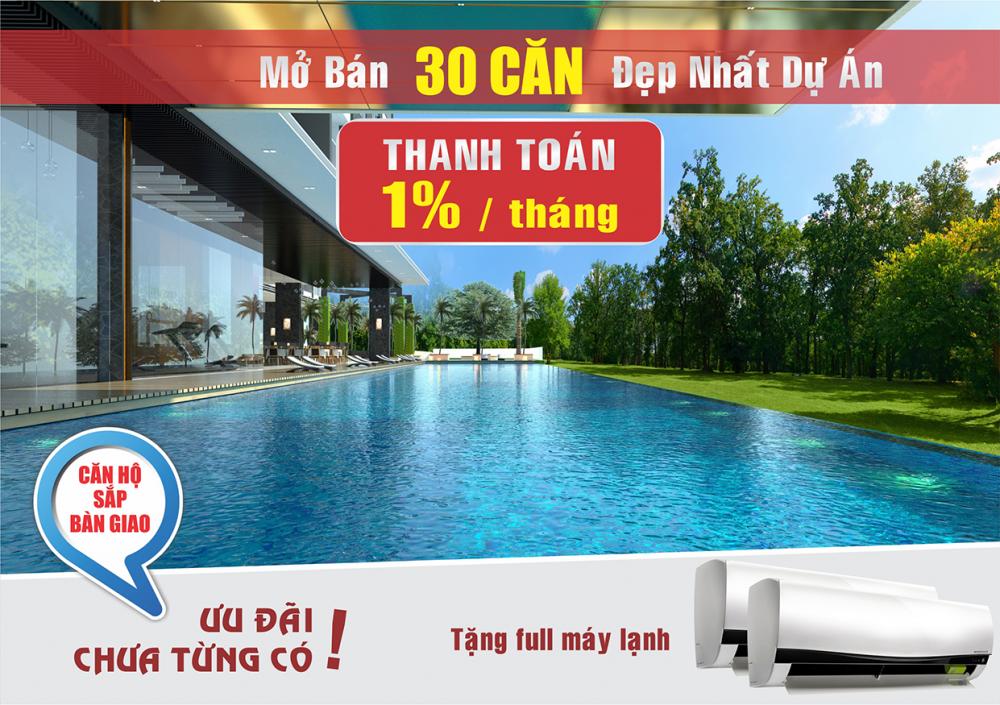 Mở Bán 30 CĂN Đẹp Nhất Dự Án
THANH TOÁN
1% / tháng
CĂN HỘ
SẮP
BÀN GIAO
ƯU ĐÃI
CHƯA TỪNG CÓ !
Tặng full máy lạnh